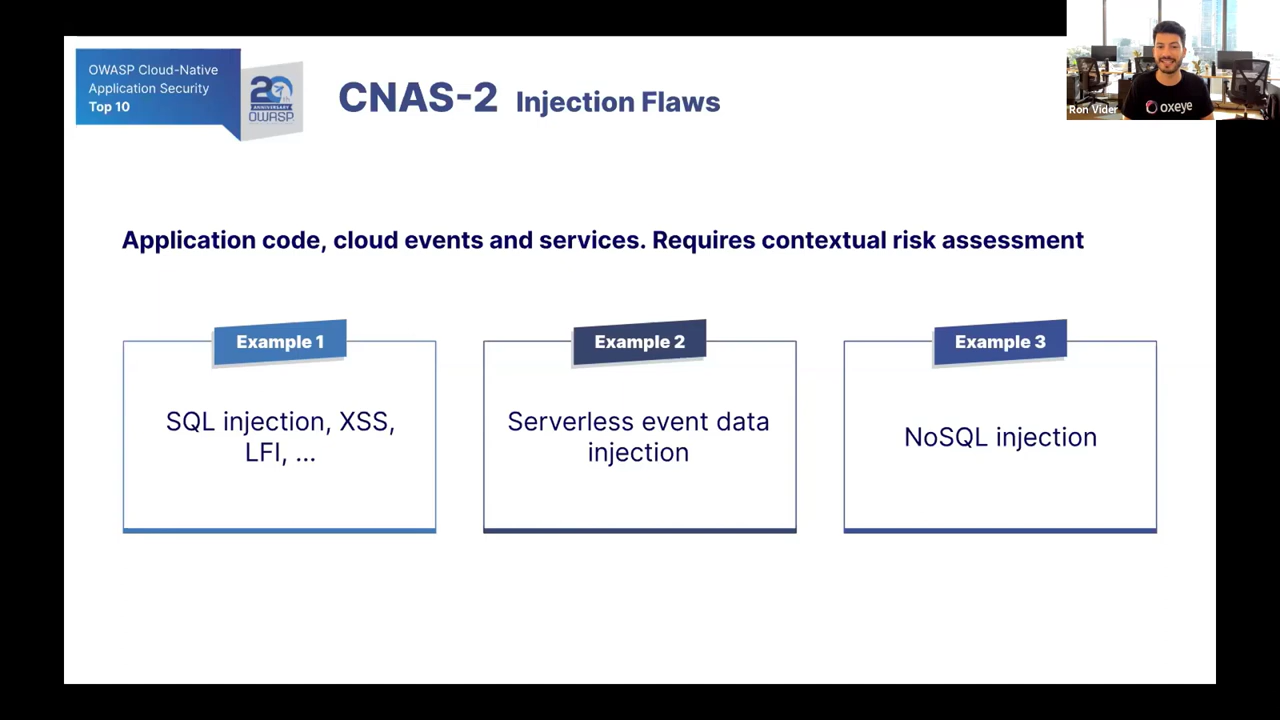 OWASP Cloud-Native
Application Security
Top 10
20th
ANNIVERSARY
OWASP
CNAS-2 Injection Flaws
Ron Vider
oxeye
Application code, cloud events and services. Requires contextual risk assessment
Example 1
SQL injection, XSS,
LFI, ...
Example 2
Serverless event data
injection
Example 3
NoSQL injection